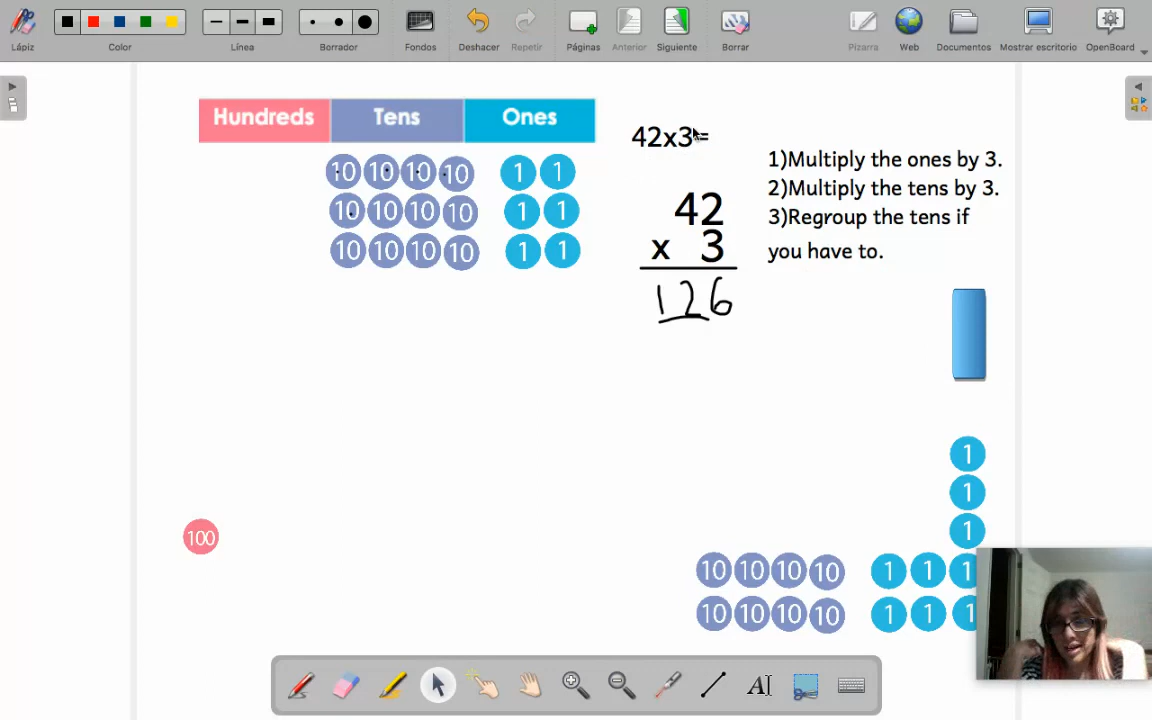 Lápiz Color Línea Borrador Fondos Deshacer Repetir Páginas Anterior Siguiente Borrar Pizarra Web Documentos Mostrar escritorio OpenBoard
Hundreds Tens Ones
42x3=
1)Multiply the ones by 3.
2)Multiply the tens by 3.
3)Regroup the tens if
you have to.
10 10 10 10 1 1
10 10 10 10 1 1
10 10 10 10 1 1
42
x 3
126
1
1
100
1
10 10 10 10 1 1 1
10 10 10 10 1 1 1
AI